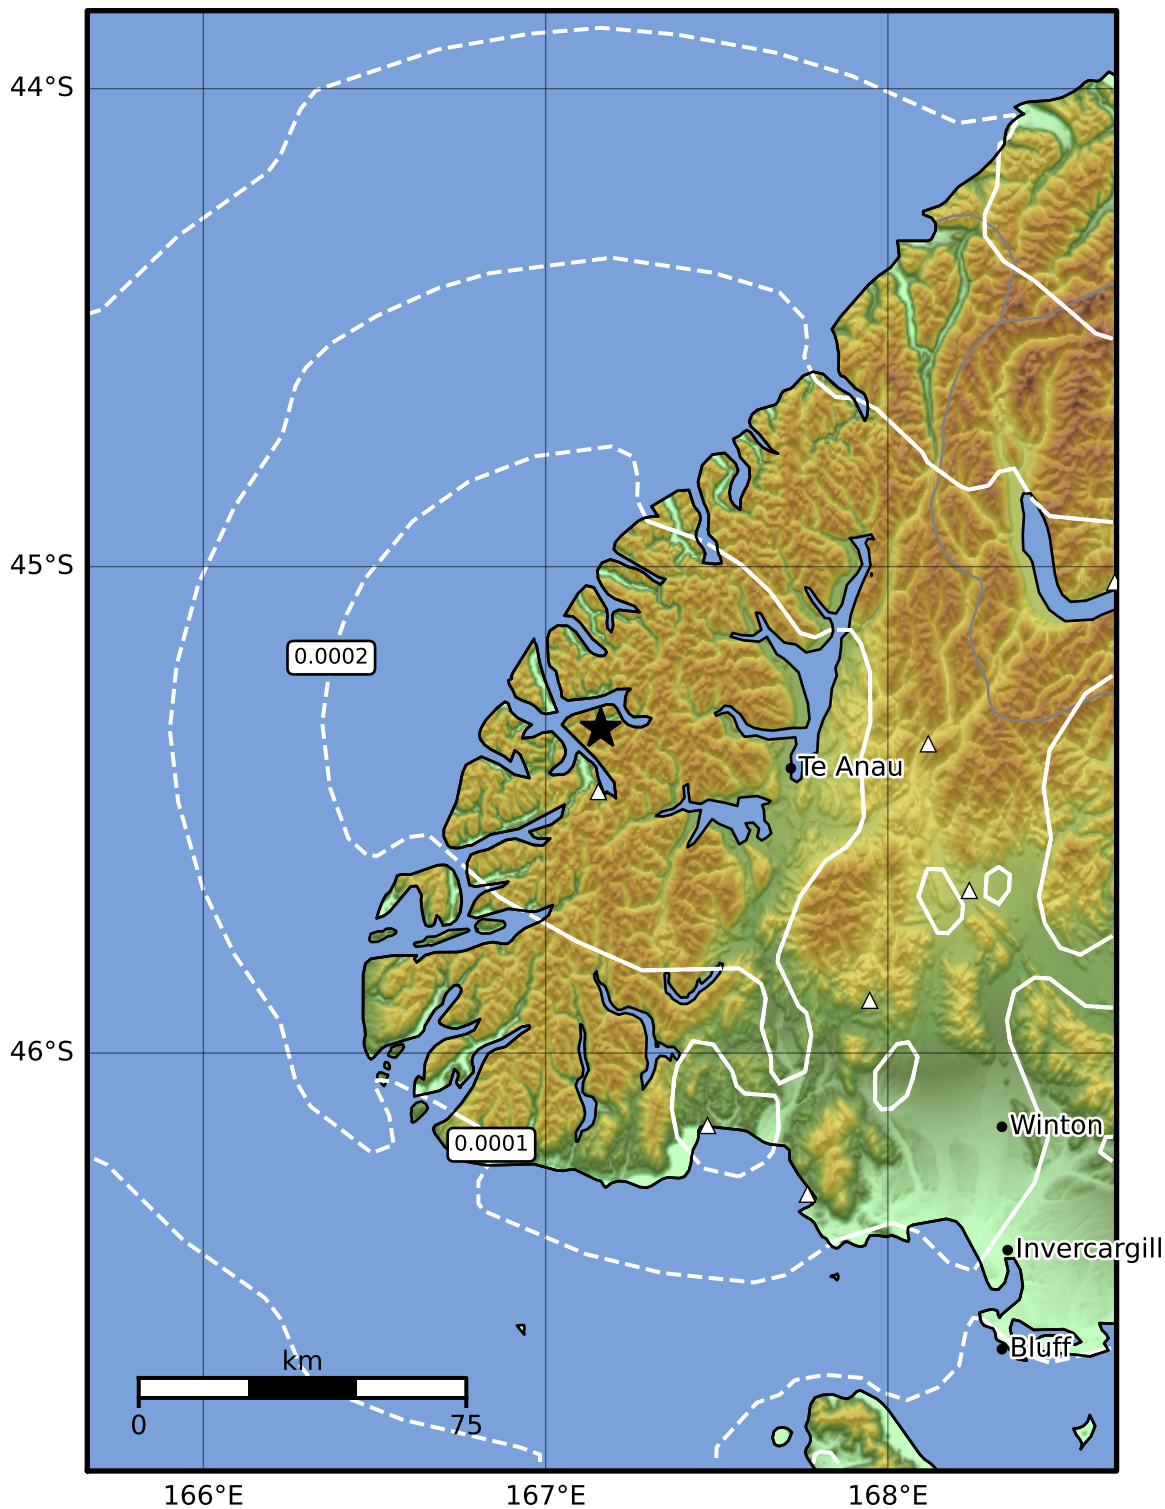 44°S
45°S
0.0002
Te Anau
46°S
Winton
0.0001
Invercargill
Bluff
km
0 75
166°E 167°E 168°E